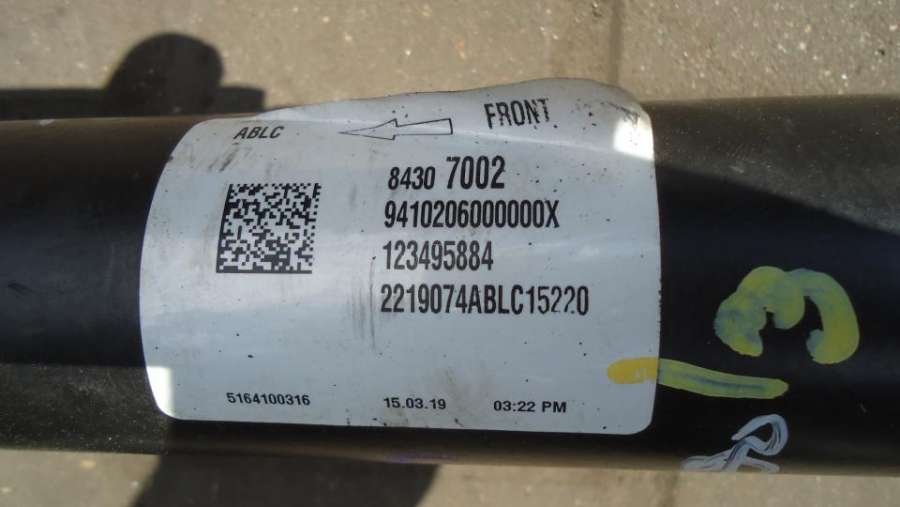 FRONT
ABLC
8430 7002
9410206000000X
123495884
2219074ABLC15220
5164100316 15.03.19 03:22 PM